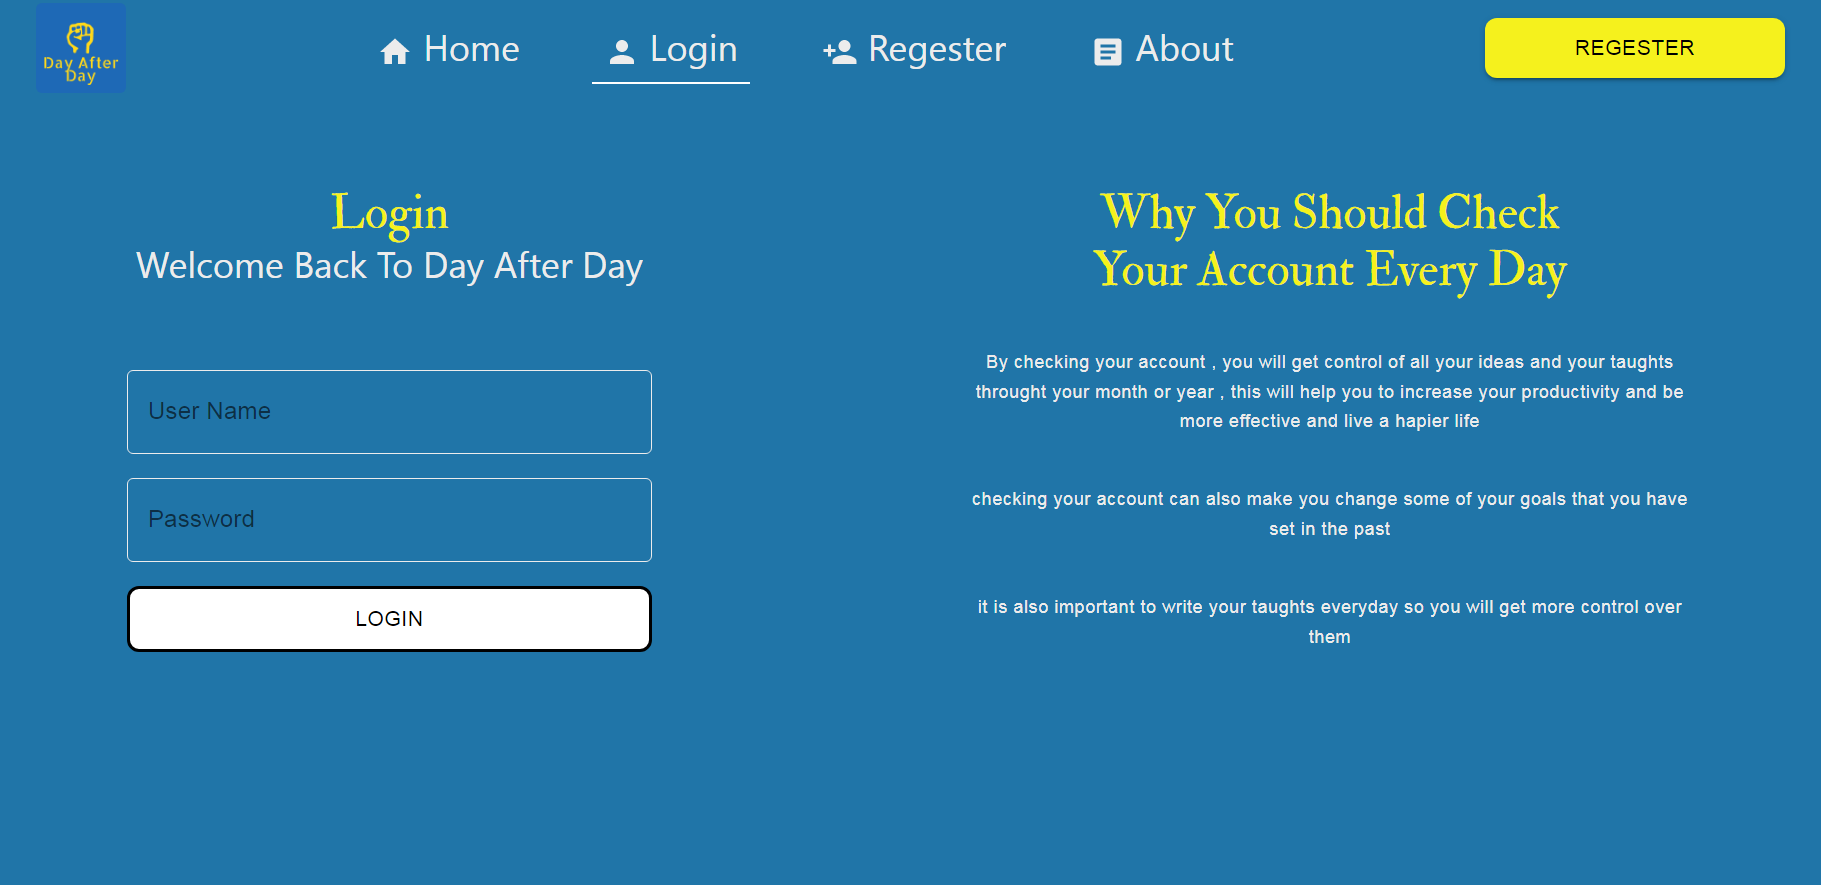 Day After
Day
Home
Login
Regester
About
REGESTER
Login
Welcome Back To Day After Day
User Name
Password
LOGIN
Why You Should Check
Your Account Every Day
By checking your account , you will get control of all your ideas and your taughts
throught your month or year , this will help you to increase your productivity and be
more effective and live a hapier life
checking your account can also make you change some of your goals that you have
set in the past
it is also important to write your taughts everyday so you will get more control over
them